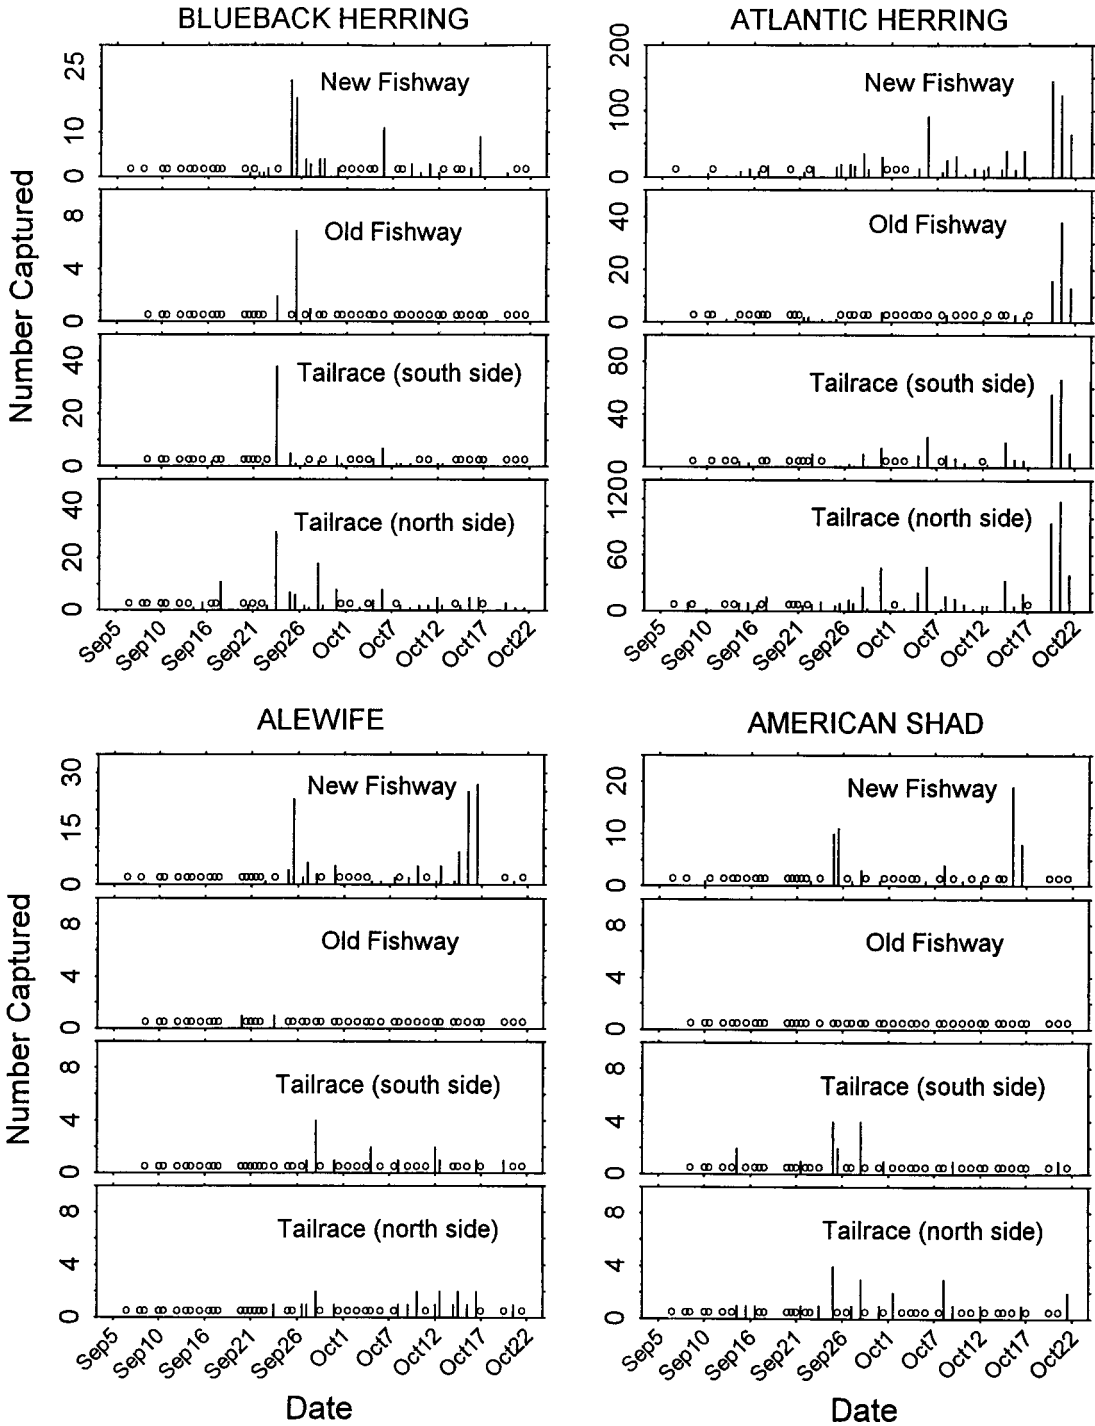 BLUEBACK HERRING
ATLANTIC HERRING
Number Captured
New Fishway
0 10 25
Old Fishway
0 4 8
Tailrace (south side)
0 20 40
Tailrace (north side)
0 20 40
Sep5 Sep10 Sep16 Sep21 Sep26 Oct1 Oct7 Oct12 Oct17 Oct22
New Fishway
0 100 200
Old Fishway
0 20 40
Tailrace (south side)
0 40 80
Tailrace (north side)
0 60 120
Sep5 Sep10 Sep16 Sep21 Sep26 Oct1 Oct7 Oct12 Oct17 Oct22
ALEWIFE
AMERICAN SHAD
Number Captured
New Fishway
0 15 30
Old Fishway
0 4 8
Tailrace (south side)
0 4 8
Tailrace (north side)
0 4 8
Sep5 Sep10 Sep16 Sep21 Sep26 Oct1 Oct7 Oct12 Oct17 Oct22
Date
New Fishway
0 10 20
Old Fishway
0 4 8
Tailrace (south side)
0 4 8
Tailrace (north side)
0 4 8
Sep5 Sep10 Sep16 Sep21 Sep26 Oct1 Oct7 Oct12 Oct17 Oct22
Date